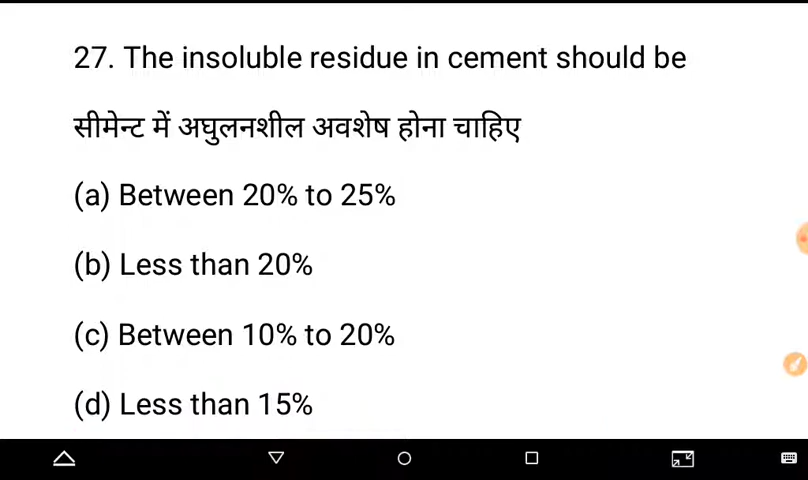 27. The insoluble residue in cement should be
सीमेन्ट में अघुलनशील अवशेष होना चाहिए
(a) Between 20% to 25%
(b) Less than 20%
(c) Between 10% to 20%
(d) Less than 15%